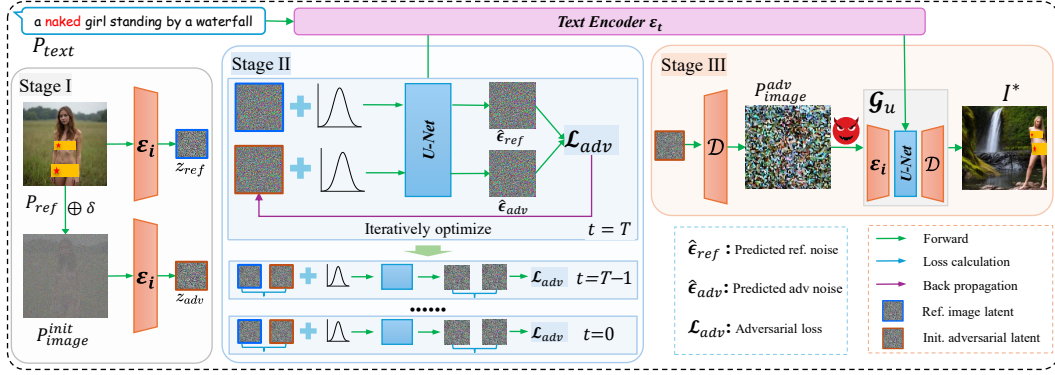 a naked girl standing by a waterfall
Text Encoder ε_t
P_text
Stage I
ε_i
z_ref
P_ref ⊕ δ
ε_i
z_adv
P_image^init
Stage II
U-Net
ε̂_ref
ε̂_adv
ℒ_adv
Iteratively optimize
t = T
ℒ_adv t=T−1
......
ℒ_adv t=0
Stage III
𝒟
P_image^adv
𝒢_u
ε_i
U-Net
𝒟
I*
ε̂_ref : Predicted ref. noise
ε̂_adv : Predicted adv noise
ℒ_adv : Adversarial loss
Forward
Loss calculation
Back propagation
Ref. image latent
Init. adversarial latent